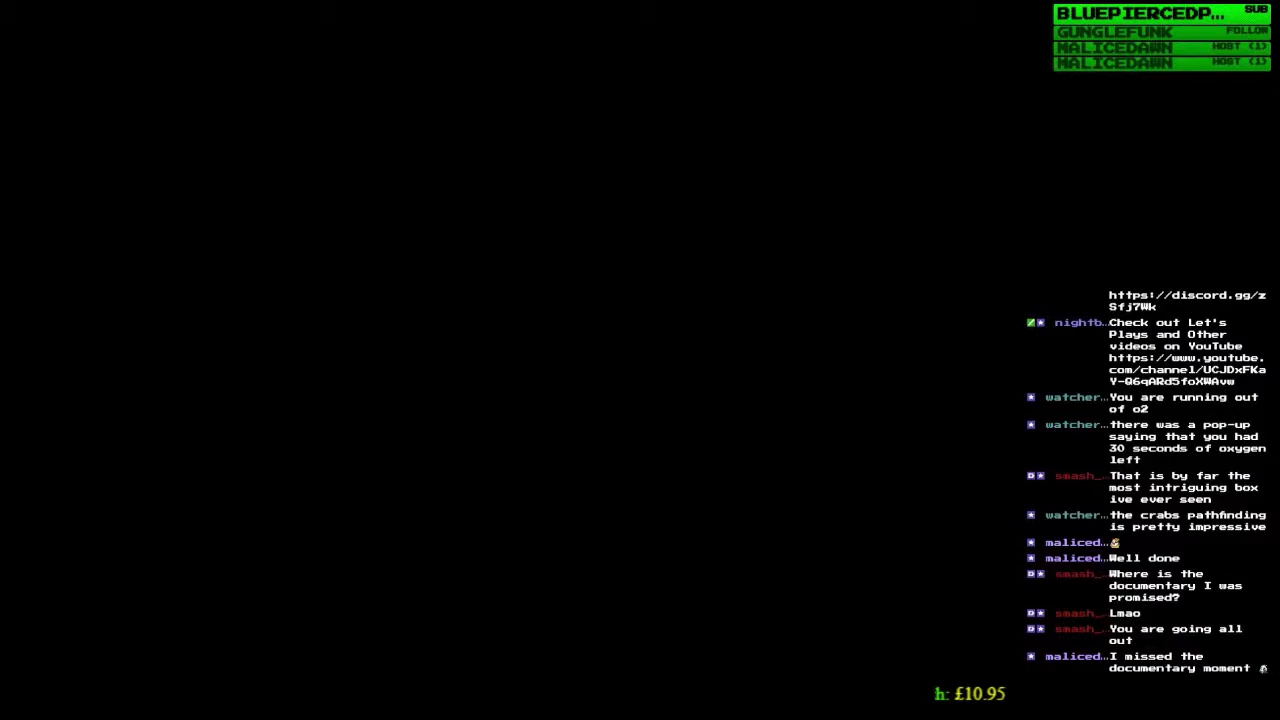 BLUEPIERCEDP... SUB
GUNGLEFUNK FOLLOW
MALICEDAWN HOST (1)
MALICEDAWN HOST (1)
https://discord.gg/z
Sfj7Wk
nightb…Check out Let's
Plays and Other
videos on YouTube
https://www.youtube.
com/channel/UCJDxFKa
Y-Q6qARd5foXWAvw
watcher…You are running out
of o2
watcher…there was a pop-up
saying that you had
30 seconds of oxygen
left
smash_…That is by far the
most intriguing box
ive ever seen
watcher…the crabs pathfinding
is pretty impressive
maliced…
maliced…Well done
smash_…Where is the
documentary I was
promised?
smash_…Lmao
smash_…You are going all
out
maliced…I missed the
documentary moment
h: £10.95